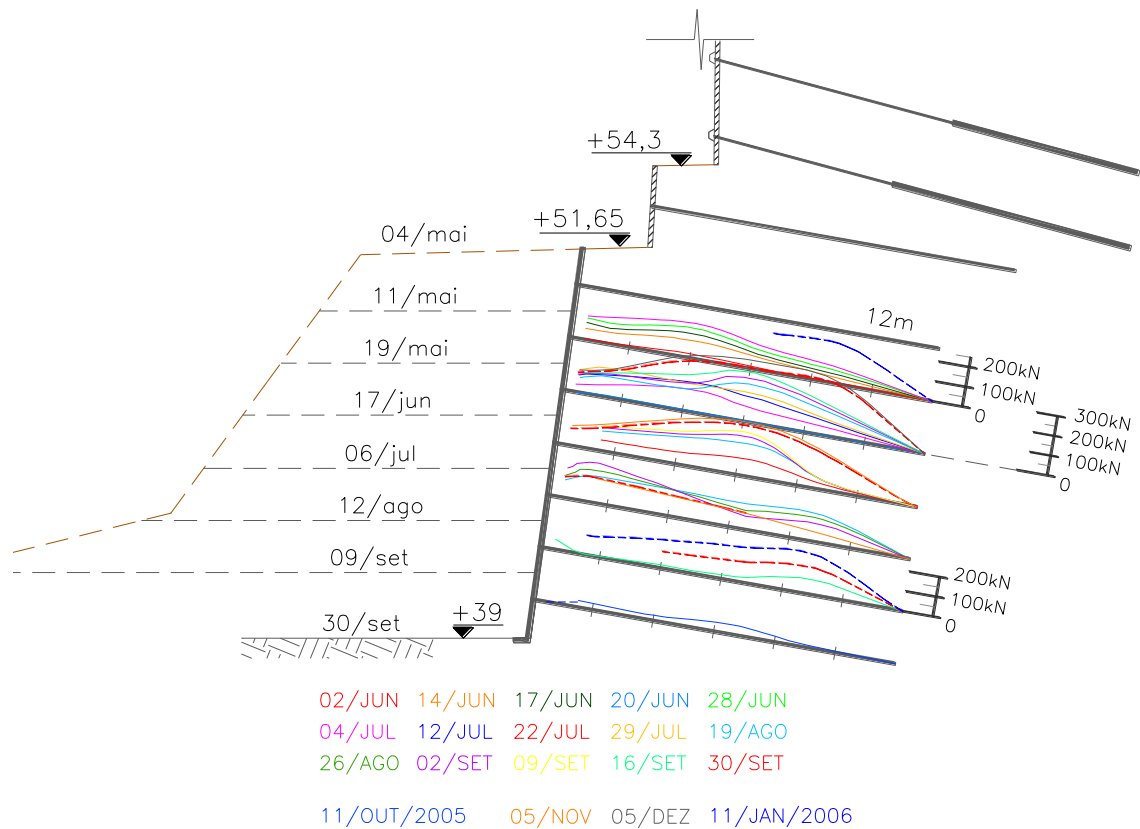 +54,3
+51,65
04/mai
11/mai
12m
19/mai
200kN
100kN
0
17/jun
300kN
200kN
100kN
0
06/jul
12/ago
09/set
200kN
100kN
0
30/set
+39
02/JUN 14/JUN 17/JUN 20/JUN 28/JUN
04/JUL 12/JUL 22/JUL 29/JUL 19/AGO
26/AGO 02/SET 09/SET 16/SET 30/SET
11/OUT/2005 05/NOV 05/DEZ 11/JAN/2006